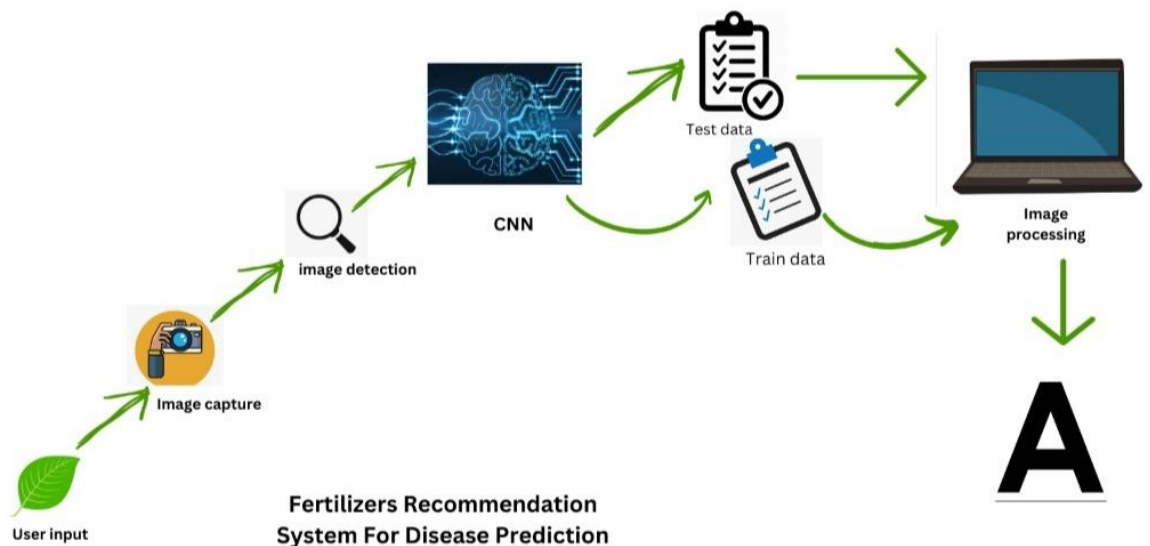 Test data
Train data
CNN
Image
processing
image detection
Image capture
A
User input
Fertilizers Recommendation
System For Disease Prediction